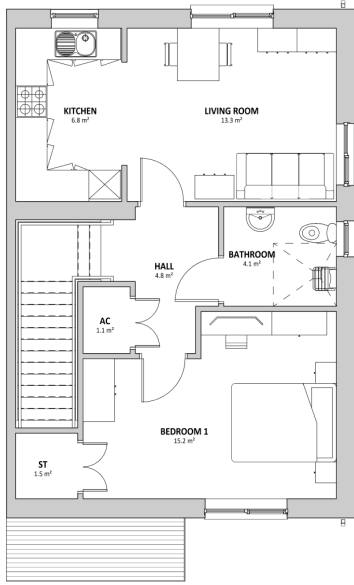 KITCHEN
6.8 m²
LIVING ROOM
13.3 m²
HALL
4.8 m²
BATHROOM
4.1 m²
AC
1.1 m²
BEDROOM 1
15.2 m²
ST
1.5 m²